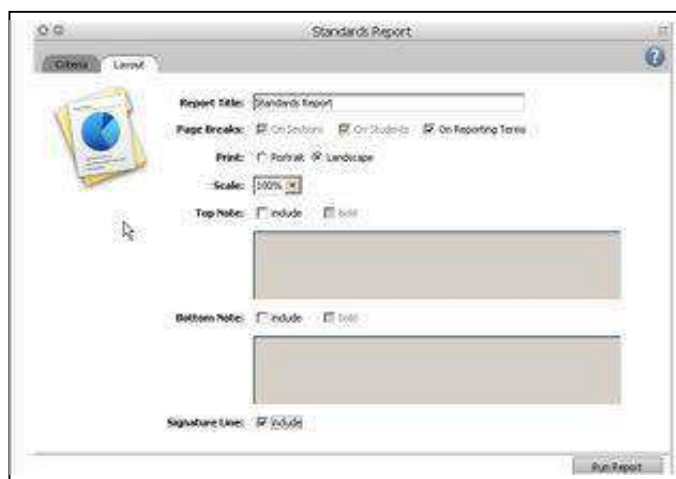 Standards Report
Criteria Layout
Report Title: Standards Report
Page Breaks: On Sections On Students On Reporting Terms
Print: Portrait Landscape
Scale: 100%
Top Note: include bold
Bottom Note: include bold
Signature Line: include
Run Report